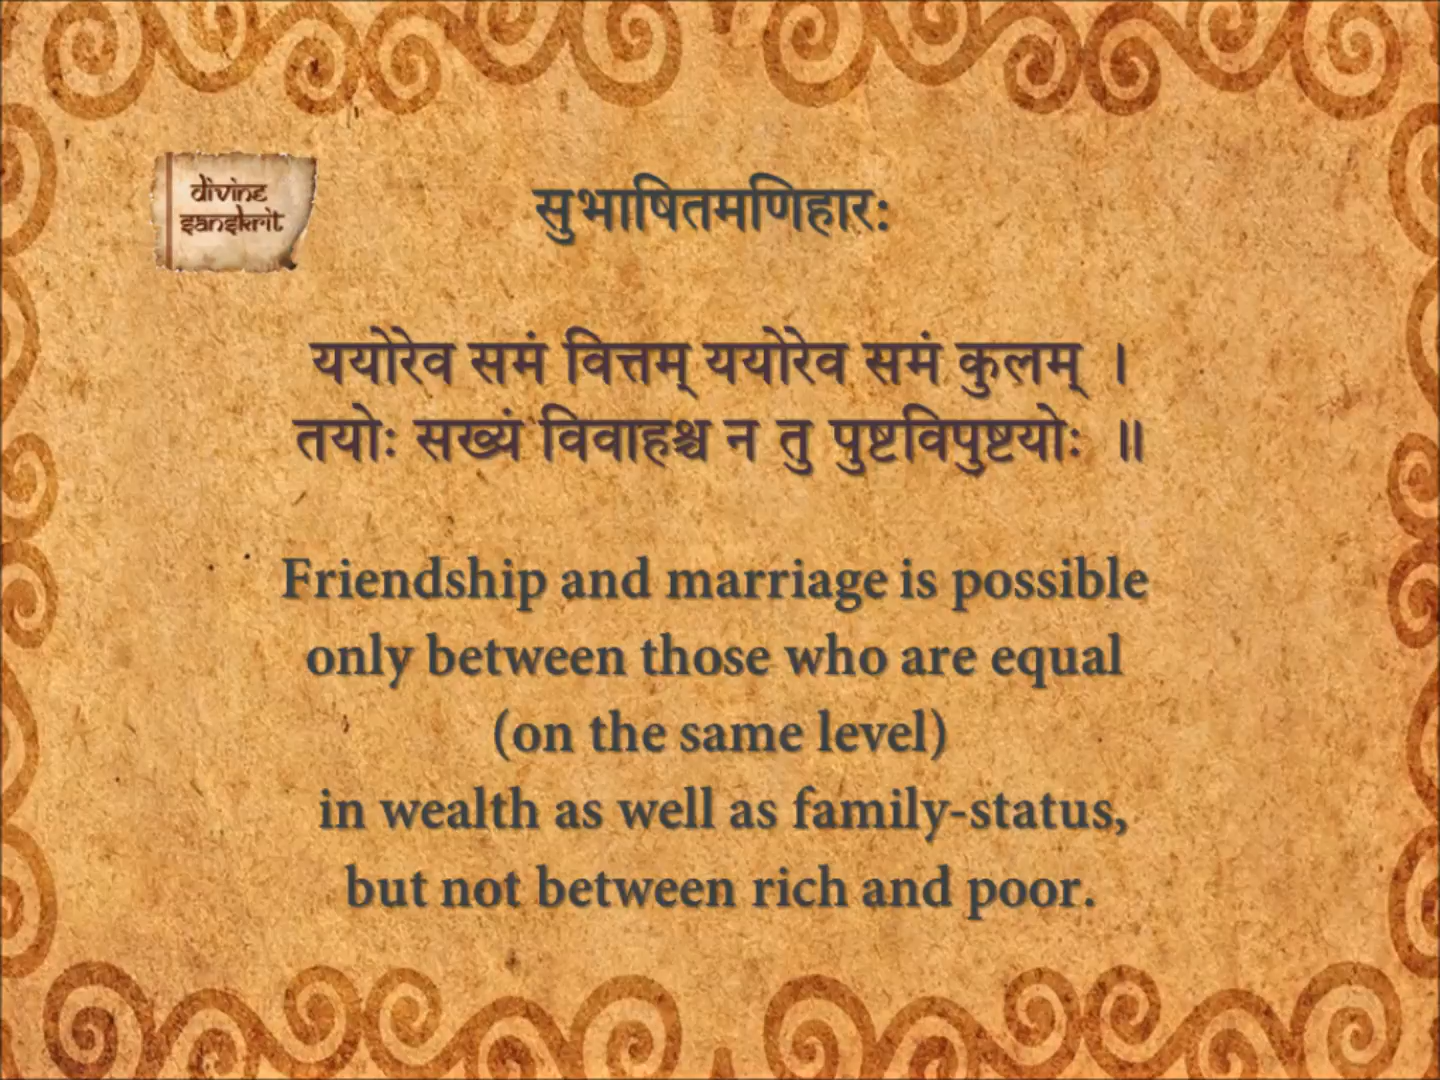 divine
sanskrit
सुभाषितमणिहारः
ययोरेव समं वित्तम् ययोरेव समं कुलम् ।
तयोः सख्यं विवाहश्च न तु पुष्टविपुष्टयोः ॥
Friendship and marriage is possible
only between those who are equal
(on the same level)
in wealth as well as family-status,
but not between rich and poor.